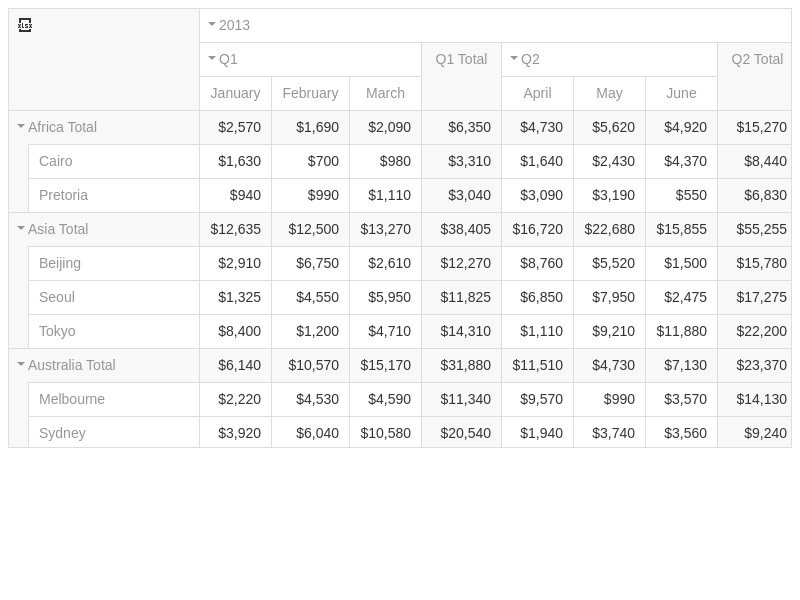 xlsx
2013
Q1 Q1 Total Q2 Q2 Total
January February March April May June
Africa Total $2,570 $1,690 $2,090 $6,350 $4,730 $5,620 $4,920 $15,270
Cairo $1,630 $700 $980 $3,310 $1,640 $2,430 $4,370 $8,440
Pretoria $940 $990 $1,110 $3,040 $3,090 $3,190 $550 $6,830
Asia Total $12,635 $12,500 $13,270 $38,405 $16,720 $22,680 $15,855 $55,255
Beijing $2,910 $6,750 $2,610 $12,270 $8,760 $5,520 $1,500 $15,780
Seoul $1,325 $4,550 $5,950 $11,825 $6,850 $7,950 $2,475 $17,275
Tokyo $8,400 $1,200 $4,710 $14,310 $1,110 $9,210 $11,880 $22,200
Australia Total $6,140 $10,570 $15,170 $31,880 $11,510 $4,730 $7,130 $23,370
Melbourne $2,220 $4,530 $4,590 $11,340 $9,570 $990 $3,570 $14,130
Sydney $3,920 $6,040 $10,580 $20,540 $1,940 $3,740 $3,560 $9,240